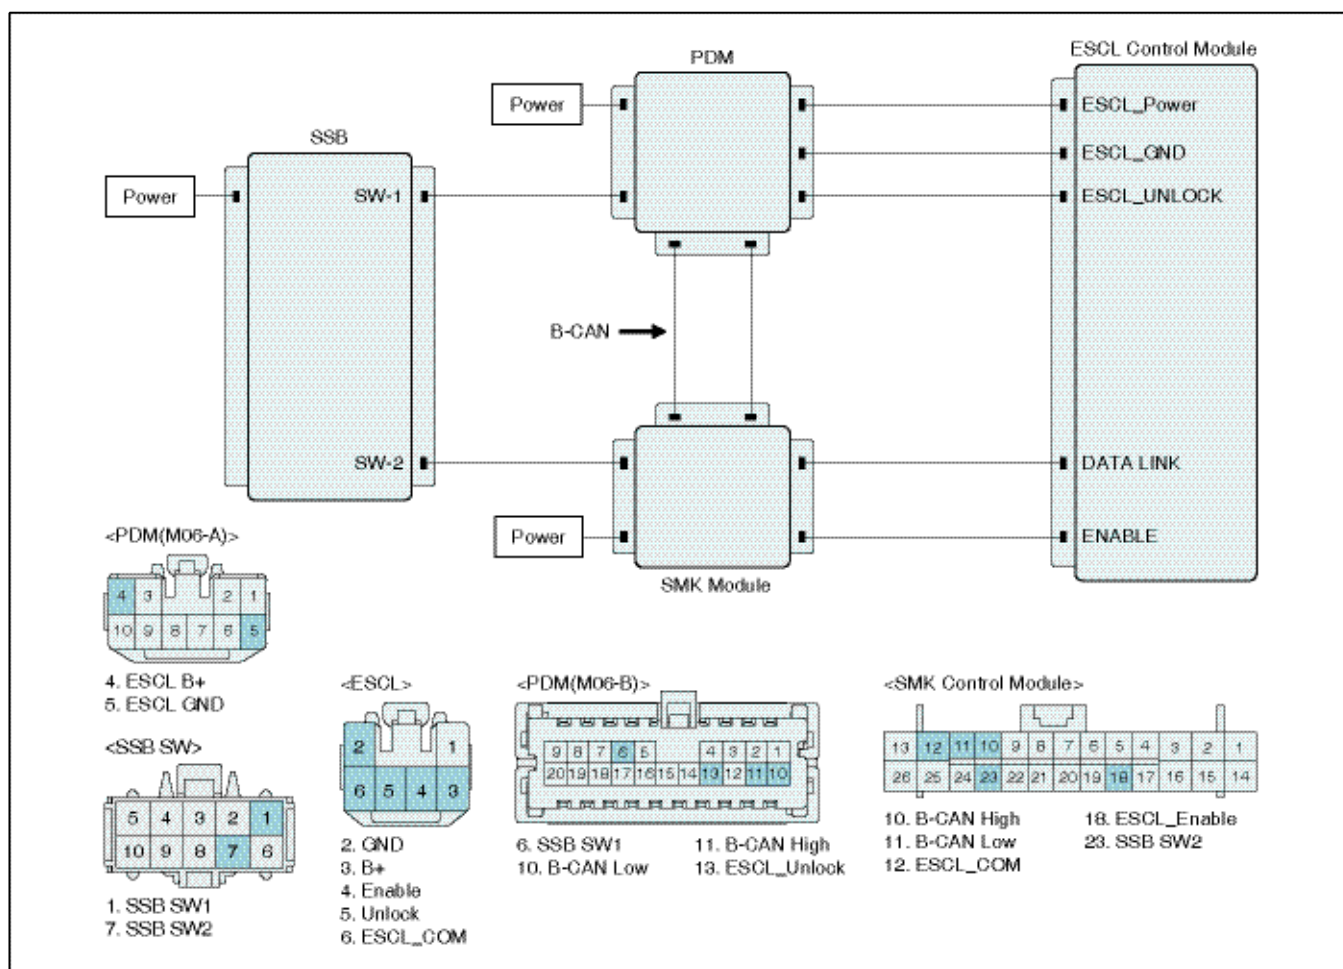 PDM
ESCL Control Module
Power
ESCL_Power
SSB
ESCL_GND
Power
SW-1
ESCL_UNLOCK
B-CAN
SW-2
DATA LINK
Power
ENABLE
SMK Module
<PDM(M06-A)>
4 3 2 1
10 9 8 7 6 5
4. ESCL B+
5. ESCL GND
<SSB SW>
5 4 3 2 1
10 9 8 7 6
1. SSB SW1
7. SSB SW2
<ESCL>
2 1
6 5 4 3
2. GND
3. B+
4. Enable
5. Unlock
6. ESCL_COM
<PDM(M06-B)>
9 8 7 6 5 4 3 2 1
20 19 18 17 16 15 14 13 12 11 10
6. SSB SW1
10. B-CAN Low
11. B-CAN High
13. ESCL_Unlock
<SMK Control Module>
13 12 11 10 9 8 7 6 5 4 3 2 1
26 25 24 23 22 21 20 19 18 17 16 15 14
10. B-CAN High
11. B-CAN Low
12. ESCL_COM
18. ESCL_Enable
23. SSB SW2